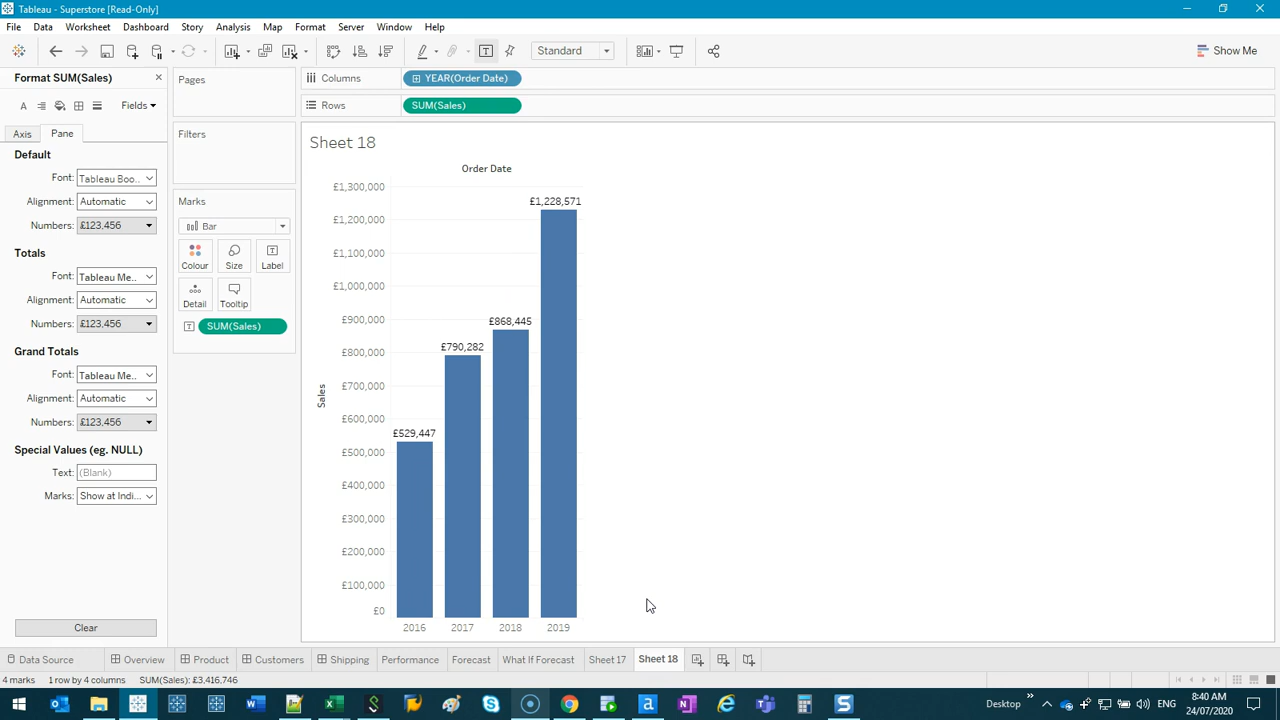 Tableau - Superstore [Read-Only]
File Data Worksheet Dashboard Story Analysis Map Format Server Window Help
Standard
Show Me
Format SUM(Sales)
Fields
Axis Pane
Default
Font: Tableau Boo..
Alignment: Automatic
Numbers: £123,456
Totals
Font: Tableau Me..
Alignment: Automatic
Numbers: £123,456
Grand Totals
Font: Tableau Me..
Alignment: Automatic
Numbers: £123,456
Special Values (eg. NULL)
Text: (Blank)
Marks: Show at Indi...
Clear
Pages
Filters
Marks
Bar
Colour Size Label
Detail Tooltip
SUM(Sales)
Columns YEAR(Order Date)
Rows SUM(Sales)
Sheet 18
Order Date
£1,300,000
£1,200,000
£1,100,000
£1,000,000
£900,000
£800,000
£700,000
£600,000
£500,000
£400,000
£300,000
£200,000
£100,000
£0
Sales
£529,447
£790,282
£868,445
£1,228,571
2016 2017 2018 2019
Data Source Overview Product Customers Shipping Performance Forecast What If Forecast Sheet 17 Sheet 18
4 marks 1 row by 4 columns SUM(Sales): £3,416,746
Desktop
ENG
8:40 AM
24/07/2020